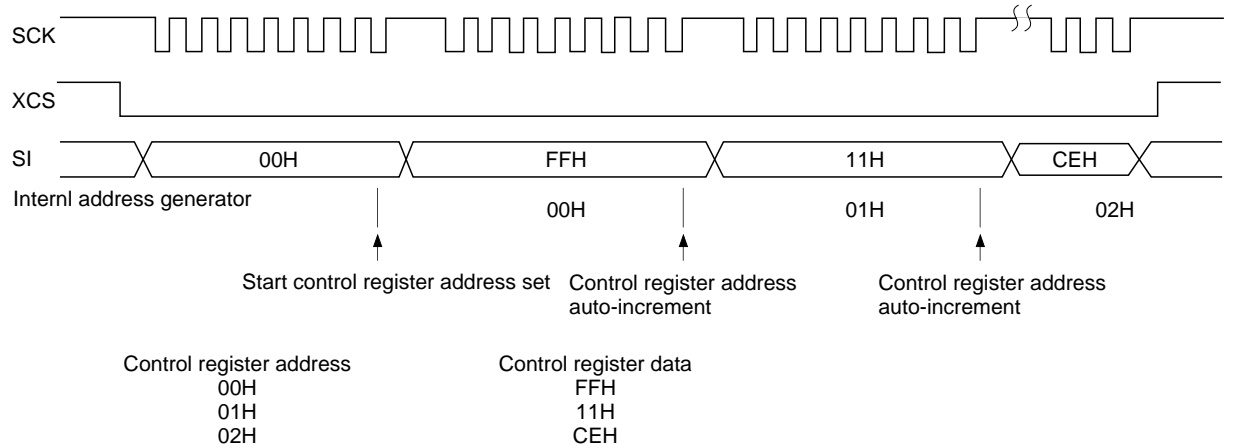 SCK
XCS
SI
00H
FFH
11H
CEH
Internl address generator
00H
01H
02H
Start control register address set
Control register address
auto-increment
Control register address
auto-increment
Control register address
Control register data
00H
FFH
01H
11H
02H
CEH